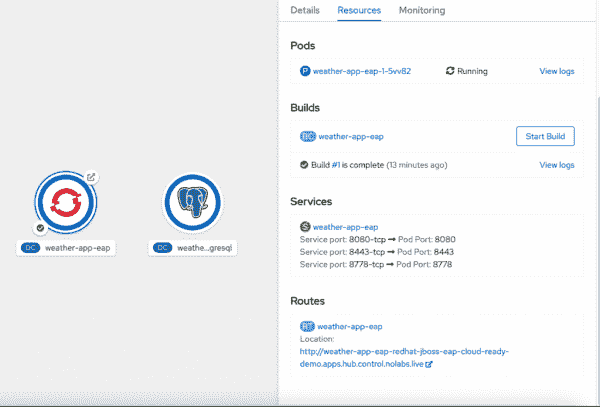 Details Resources Monitoring
Pods
P weather-app-eap-1-5vv82 Running View logs
Builds
BC weather-app-eap Start Build
Build #1 is complete (13 minutes ago) View logs
Services
S weather-app-eap
Service port: 8080-tcp → Pod Port: 8080
Service port: 8443-tcp → Pod Port: 8443
Service port: 8778-tcp → Pod Port: 8778
Routes
RT weather-app-eap
Location:
http://weather-app-eap-redhat-jboss-eap-cloud-ready-
demo.apps.hub.control.nolabs.live
DC weather-app-eap
DC weathe...gresql